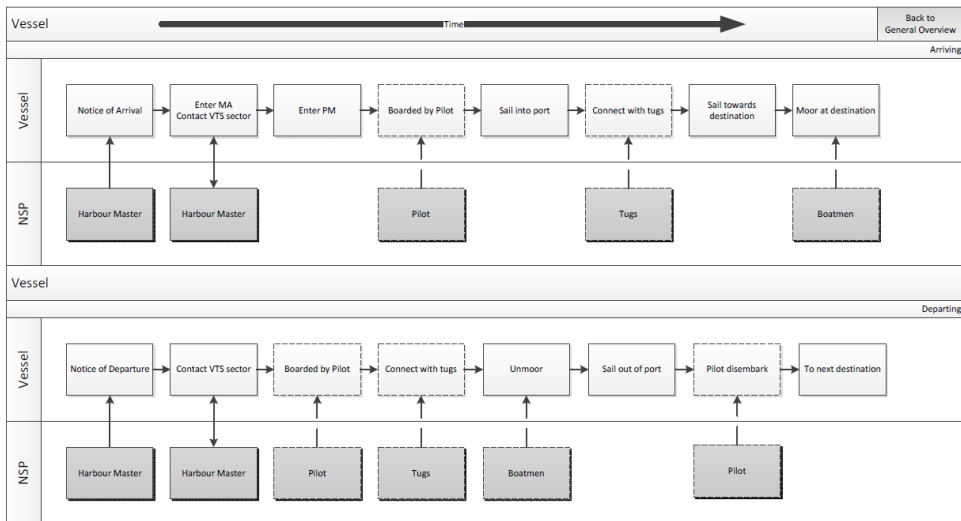 Vessel
Time
Back to
General Overview
Arriving
Vessel
Notice of Arrival
Enter MA
Contact VTS sector
Enter PM
Boarded by Pilot
Sail into port
Connect with tugs
Sail towards
destination
Moor at destination
NSP
Harbour Master
Harbour Master
Pilot
Tugs
Boatmen
Vessel
Departing
Vessel
Notice of Departure
Contact VTS sector
Boarded by Pilot
Connect with tugs
Unmoor
Sail out of port
Pilot disembark
To next destination
NSP
Harbour Master
Harbour Master
Pilot
Tugs
Boatmen
Pilot